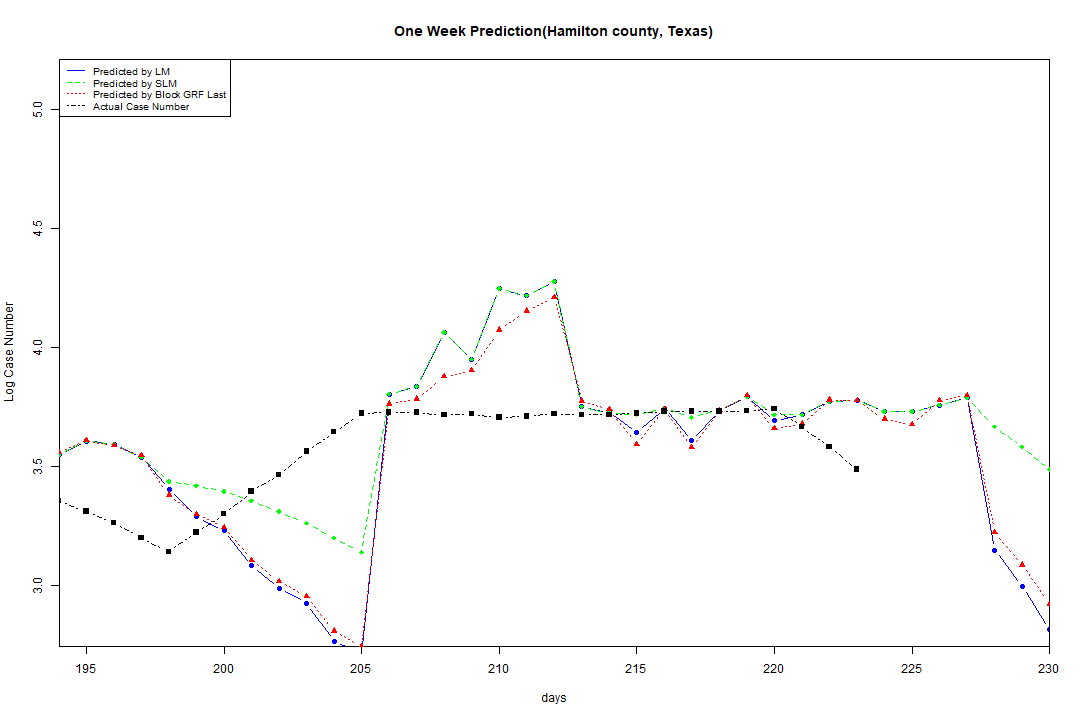 One Week Prediction(Hamilton county, Texas)
Predicted by LM
Predicted by SLM
Predicted by Block GRF Last
Actual Case Number
5.0
4.5
4.0
3.5
3.0
Log Case Number
195 200 205 210 215 220 225 230
days